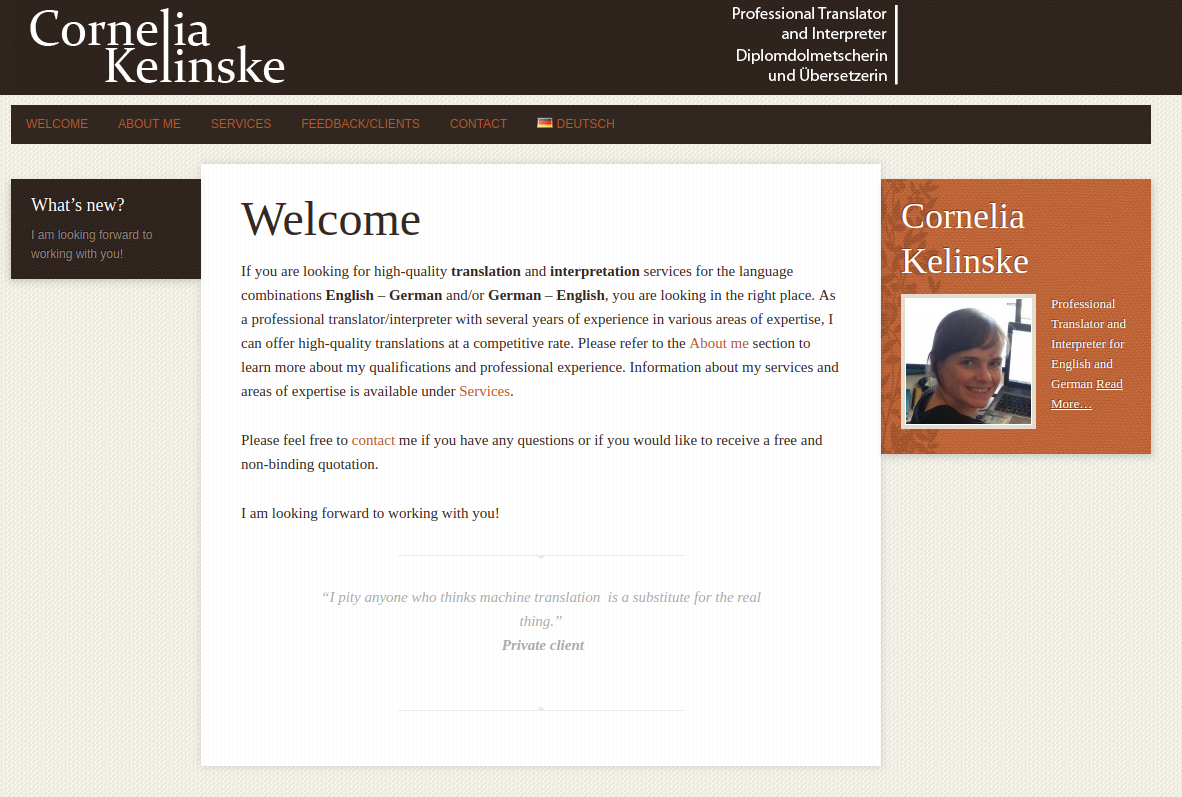 Cornelia
Kelinske
Professional Translator
and Interpreter
Diplomdolmetscherin
und Übersetzerin
WELCOME ABOUT ME SERVICES FEEDBACK/CLIENTS CONTACT DEUTSCH
What’s new?
I am looking forward to
working with you!
Welcome
If you are looking for high-quality translation and interpretation services for the language
combinations English – German and/or German – English, you are looking in the right place. As
a professional translator/interpreter with several years of experience in various areas of expertise, I
can offer high-quality translations at a competitive rate. Please refer to the About me section to
learn more about my qualifications and professional experience. Information about my services and
areas of expertise is available under Services.
Please feel free to contact me if you have any questions or if you would like to receive a free and
non-binding quotation.
I am looking forward to working with you!
“I pity anyone who thinks machine translation  is a substitute for the real
thing.”
Private client
Cornelia
Kelinske
Professional
Translator and
Interpreter for
English and
German Read
More…